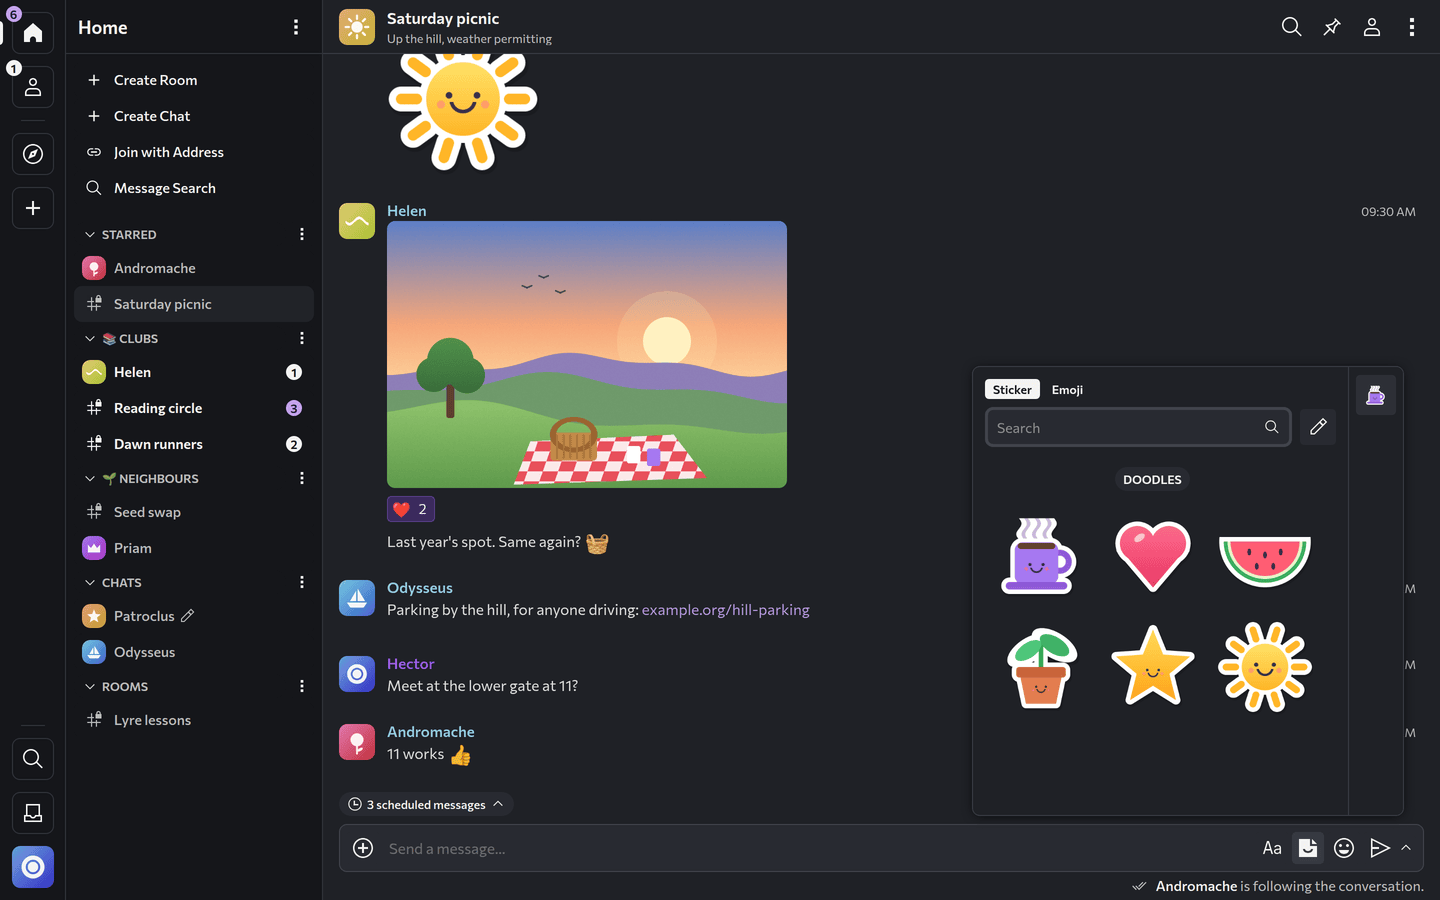 6
1
Home
Create Room
Create Chat
Join with Address
Message Search
STARRED
Andromache
Saturday picnic
📚 CLUBS
Helen
1
Reading circle
3
Dawn runners
2
🌱 NEIGHBOURS
Seed swap
Priam
CHATS
Patroclus
Odysseus
ROOMS
Lyre lessons
Saturday picnic
Up the hill, weather permitting
Helen
09:30 AM
❤️ 2
Last year's spot. Same again? 🧺
Odysseus
M
Parking by the hill, for anyone driving: example.org/hill-parking
Hector
M
Meet at the lower gate at 11?
Andromache
M
11 works 👍
Sticker
Emoji
Search
DOODLES
3 scheduled messages
Send a message...
Aa
Andromache is following the conversation.